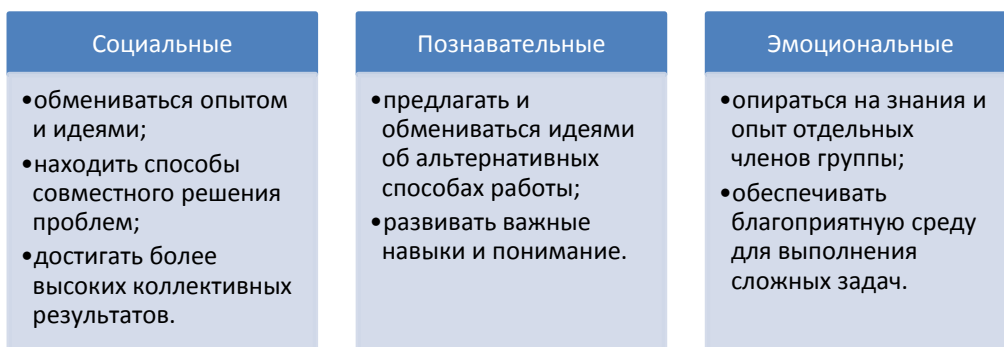 Социальные
•обмениваться опытом
и идеями;
•находить способы
совместного решения
проблем;
•достигать более
высоких коллективных
результатов.
Познавательные
•предлагать и
обмениваться идеями
об альтернативных
способах работы;
•развивать важные
навыки и понимание.
Эмоциональные
•опираться на знания и
опыт отдельных
членов группы;
•обеспечивать
благоприятную среду
для выполнения
сложных задач.